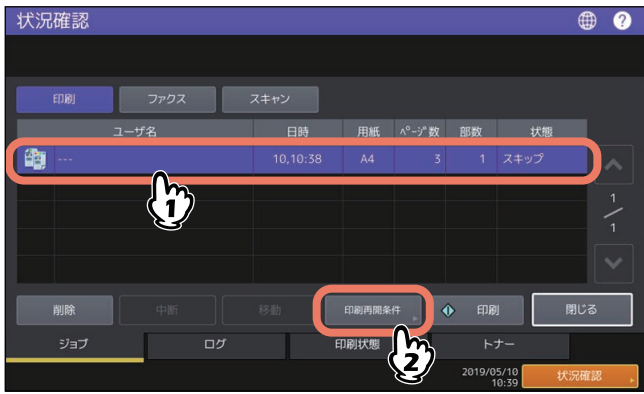 状況確認
?
印刷 ファクス スキャン
ユーザ名 日時 用紙 ﾍﾟｰｼﾞ数 部数 状態
--- 10,10:38 A4 3 1 スキップ
1
1
1
削除 中断 移動 印刷再開条件 印刷 閉じる
2
ジョブ ログ 印刷状態 トナー
2019/05/10
10:39
状況確認